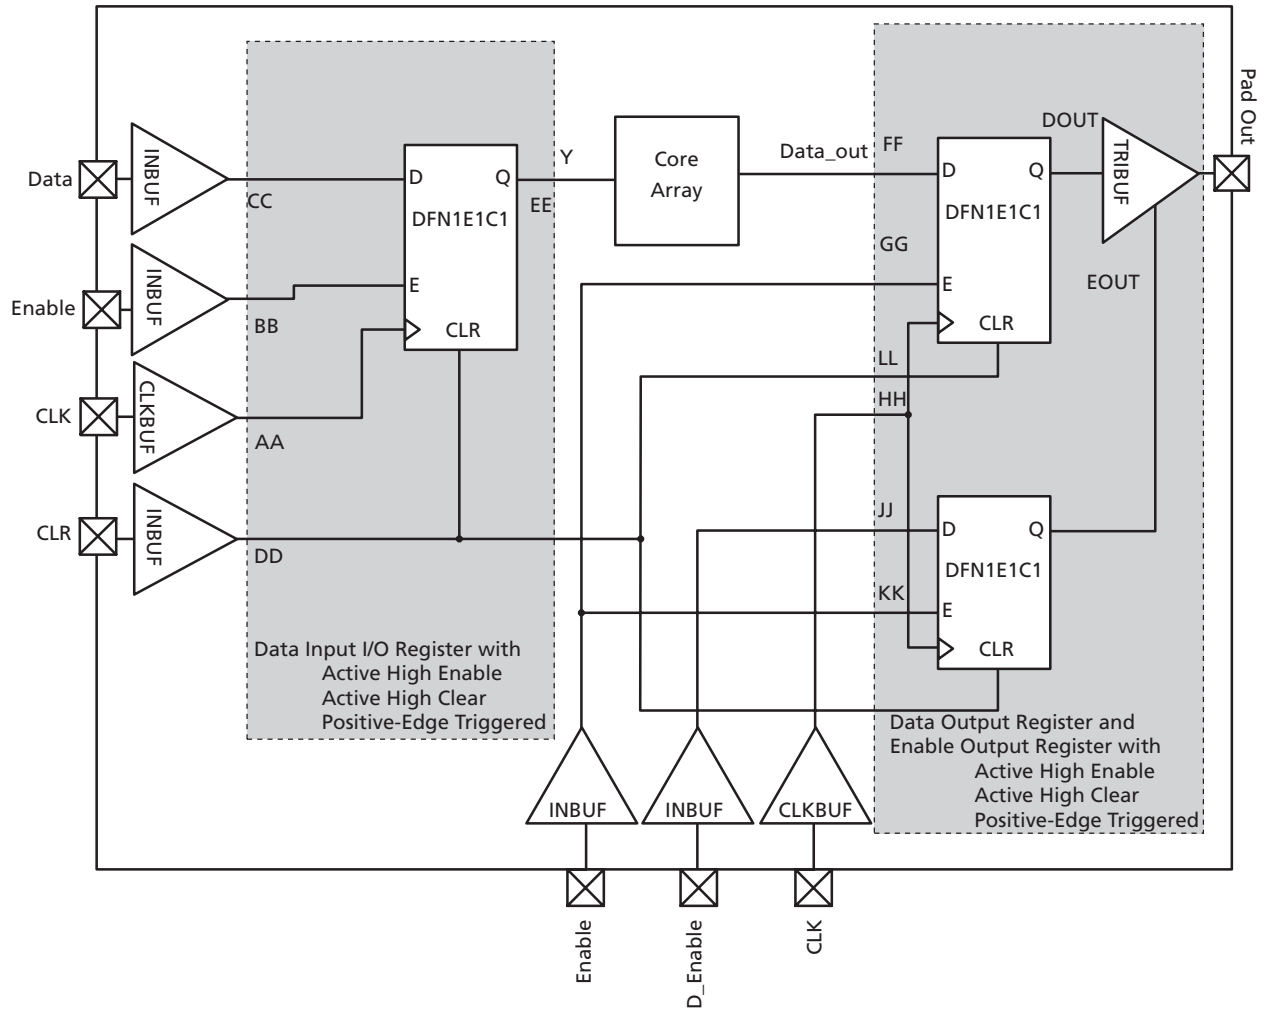 Pad Out
DOUT
INBUF
Core
Array
Data_out
FF
TRIBUF
Data
CC
D
Q
DFN1E1C1
Y
EE
D
Q
DFN1E1C1
GG
EOUT
Enable
INBUF
BB
E
CLR
E
CLR
LL
CLK
CLKBUF
AA
HH
CLR
INBUF
DD
JJ
D
Q
DFN1E1C1
KK
E
CLR
Data Input I/O Register with
Active High Enable
Active High Clear
Positive-Edge Triggered
Data Output Register and
Enable Output Register with
Active High Enable
Active High Clear
Positive-Edge Triggered
INBUF
INBUF
CLKBUF
Enable
D_Enable
CLK